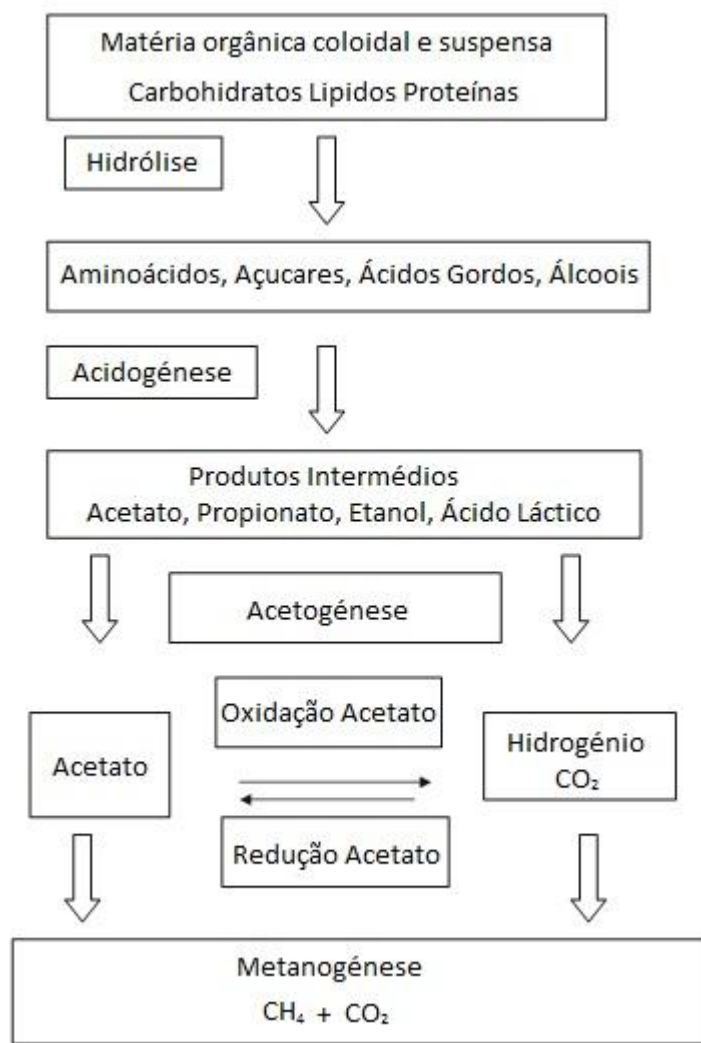 Matéria orgânica coloidal e suspensa
Carbohidratos Lipidos Proteínas
Hidrólise
Aminoácidos, Açucares, Ácidos Gordos, Álcoois
Acidogénese
Produtos Intermédios
Acetato, Propionato, Etanol, Ácido Láctico
Acetogénese
Oxidação Acetato
Acetato
Hidrogénio
CO₂
Redução Acetato
Metanogénese
CH₄ + CO₂